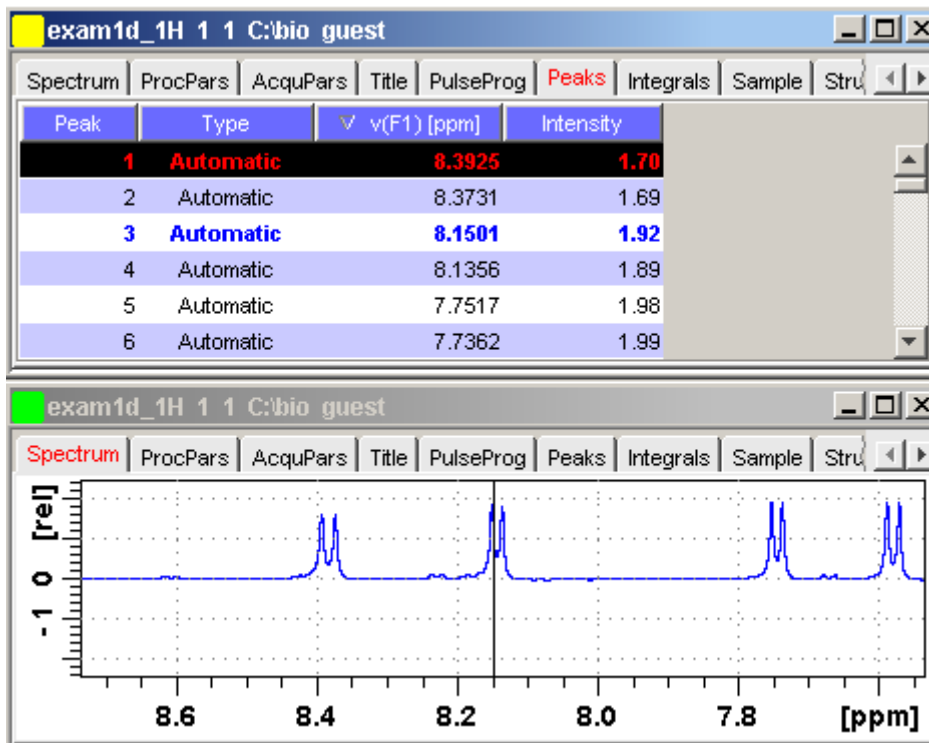 exam1d_1H 1 1 C:\bio guest
Spectrum ProcPars AcquPars Title PulseProg Peaks Integrals Sample Stru
Peak Type v(F1) [ppm] Intensity
1 Automatic 8.3925 1.70
2 Automatic 8.3731 1.69
3 Automatic 8.1501 1.92
4 Automatic 8.1356 1.89
5 Automatic 7.7517 1.98
6 Automatic 7.7362 1.99
exam1d_1H 1 1 C:\bio guest
Spectrum ProcPars AcquPars Title PulseProg Peaks Integrals Sample Stru
[rel]
0
- 1
8.6 8.4 8.2 8.0 7.8 [ppm]